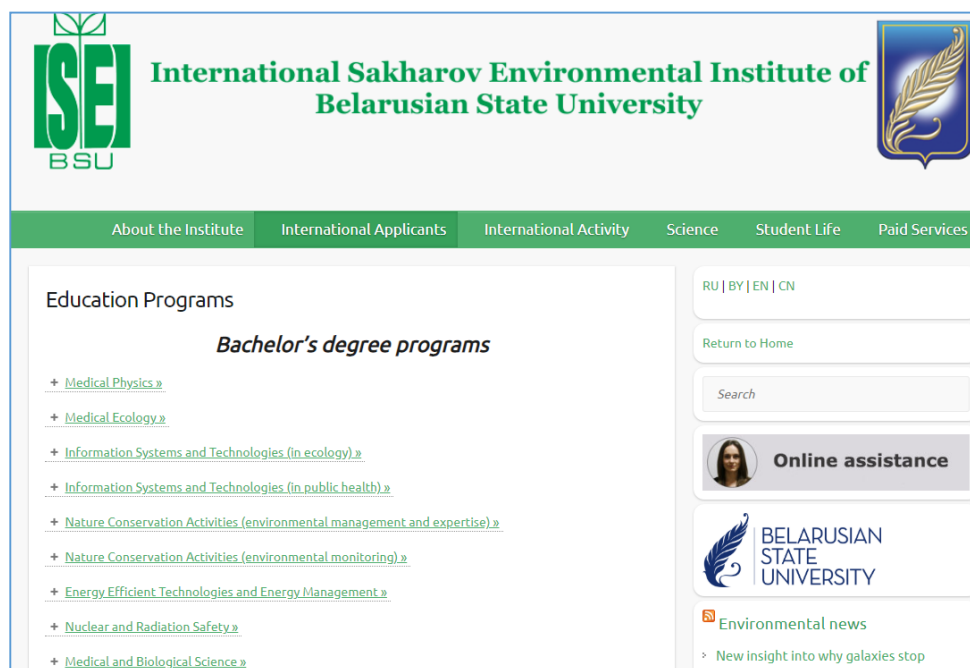 ISEI
BSU
International Sakharov Environmental Institute of
Belarusian State University
About the Institute International Applicants International Activity Science Student Life Paid Services
Education Programs
Bachelor's degree programs
+ Medical Physics »
+ Medical Ecology »
+ Information Systems and Technologies (in ecology) »
+ Information Systems and Technologies (in public health) »
+ Nature Conservation Activities (environmental management and expertise) »
+ Nature Conservation Activities (environmental monitoring) »
+ Energy Efficient Technologies and Energy Management »
+ Nuclear and Radiation Safety »
+ Medical and Biological Science »
RU | BY | EN | CN
Return to Home
Search
Online assistance
BELARUSIAN
STATE
UNIVERSITY
Environmental news
New insight into why galaxies stop